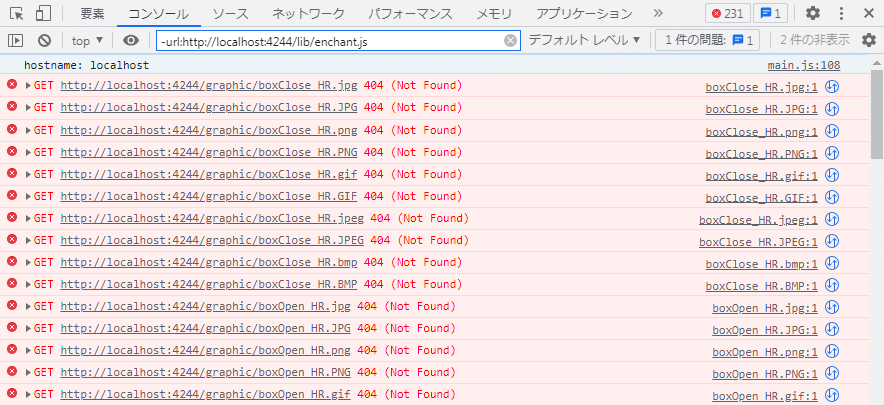 要素 コンソール ソース ネットワーク パフォーマンス メモリ アプリケーション » 231 1
top ▼ -url:http://localhost:4244/lib/enchant.js デフォルト レベル ▼ 1 件の問題: 1 2 件の非表示
hostname: localhost main.js:108
GET http://localhost:4244/graphic/boxClose_HR.jpg 404 (Not Found) boxClose_HR.jpg:1
GET http://localhost:4244/graphic/boxClose_HR.JPG 404 (Not Found) boxClose_HR.JPG:1
GET http://localhost:4244/graphic/boxClose_HR.png 404 (Not Found) boxClose_HR.png:1
GET http://localhost:4244/graphic/boxClose_HR.PNG 404 (Not Found) boxClose_HR.PNG:1
GET http://localhost:4244/graphic/boxClose_HR.gif 404 (Not Found) boxClose_HR.gif:1
GET http://localhost:4244/graphic/boxClose_HR.GIF 404 (Not Found) boxClose_HR.GIF:1
GET http://localhost:4244/graphic/boxClose_HR.jpeg 404 (Not Found) boxClose_HR.jpeg:1
GET http://localhost:4244/graphic/boxClose_HR.JPEG 404 (Not Found) boxClose_HR.JPEG:1
GET http://localhost:4244/graphic/boxClose_HR.bmp 404 (Not Found) boxClose_HR.bmp:1
GET http://localhost:4244/graphic/boxClose_HR.BMP 404 (Not Found) boxClose_HR.BMP:1
GET http://localhost:4244/graphic/boxOpen_HR.jpg 404 (Not Found) boxOpen_HR.jpg:1
GET http://localhost:4244/graphic/boxOpen_HR.JPG 404 (Not Found) boxOpen_HR.JPG:1
GET http://localhost:4244/graphic/boxOpen_HR.png 404 (Not Found) boxOpen_HR.png:1
GET http://localhost:4244/graphic/boxOpen_HR.PNG 404 (Not Found) boxOpen_HR.PNG:1
GET http://localhost:4244/graphic/boxOpen_HR.gif 404 (Not Found) boxOpen_HR.gif:1